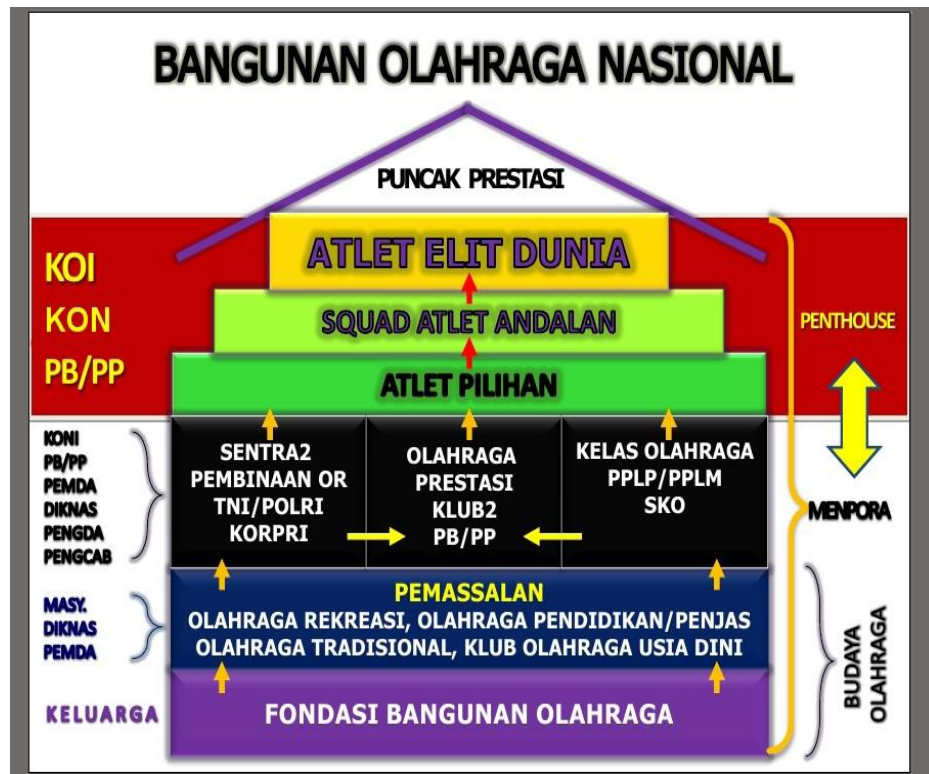 BANGUNAN OLAHRAGA NASIONAL
PUNCAK PRESTASI
KOI
KON
PB/PP
ATLET ELIT DUNIA
SQUAD ATLET ANDALAN
ATLET PILIHAN
PENTHOUSE
MENPORA
KONI
PB/PP
PEMDA
DIKNAS
PENGDA
PENGCAB
SENTRA2
PEMBINAAN OR
TNI/POLRI
KORPRI
OLAHRAGA
PRESTASI
KLUB2
PB/PP
KELAS OLAHRAGA
PPLP/PPLM
SKO
MASY.
DIKNAS
PEMDA
PEMASSALAN
OLAHRAGA REKREASI, OLAHRAGA PENDIDIKAN/PENJAS
OLAHRAGA TRADISIONAL, KLUB OLAHRAGA USIA DINI
BUDAYA
OLAHRAGA
KELUARGA
FONDASI BANGUNAN OLAHRAGA